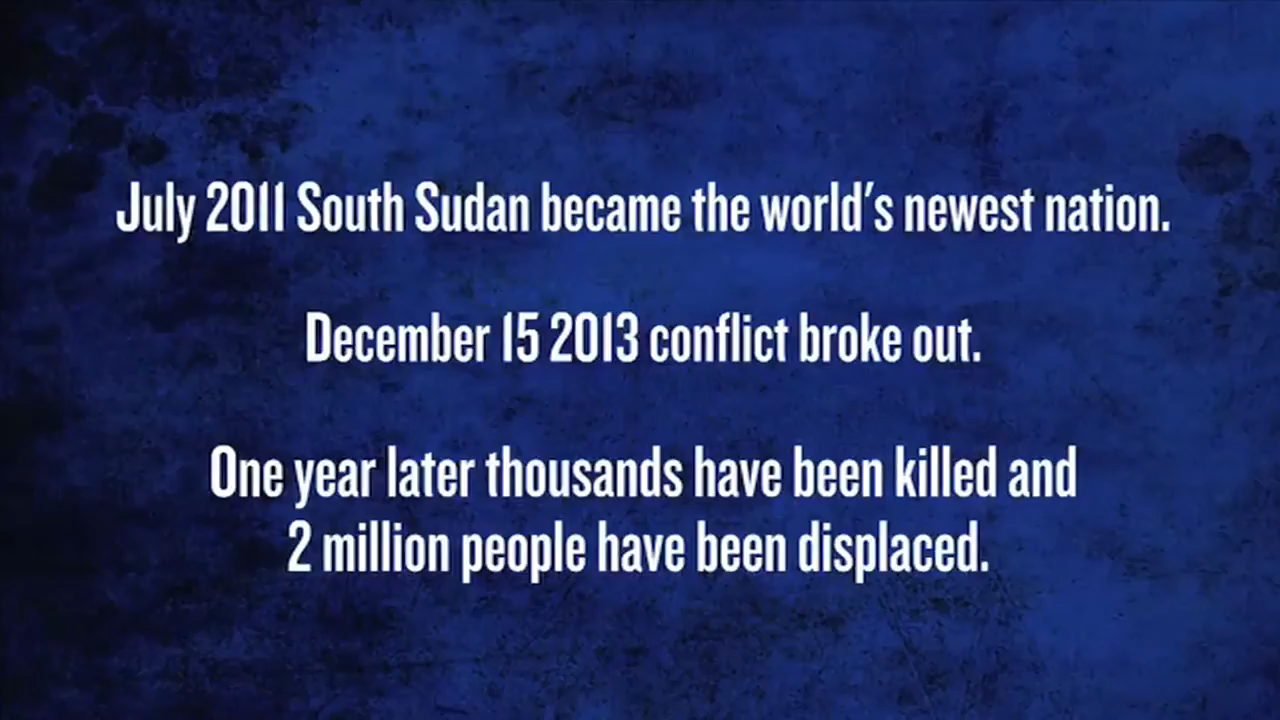 July 2011 South Sudan became the world's newest nation.
December 15 2013 conflict broke out.
One year later thousands have been killed and
2 million people have been displaced.